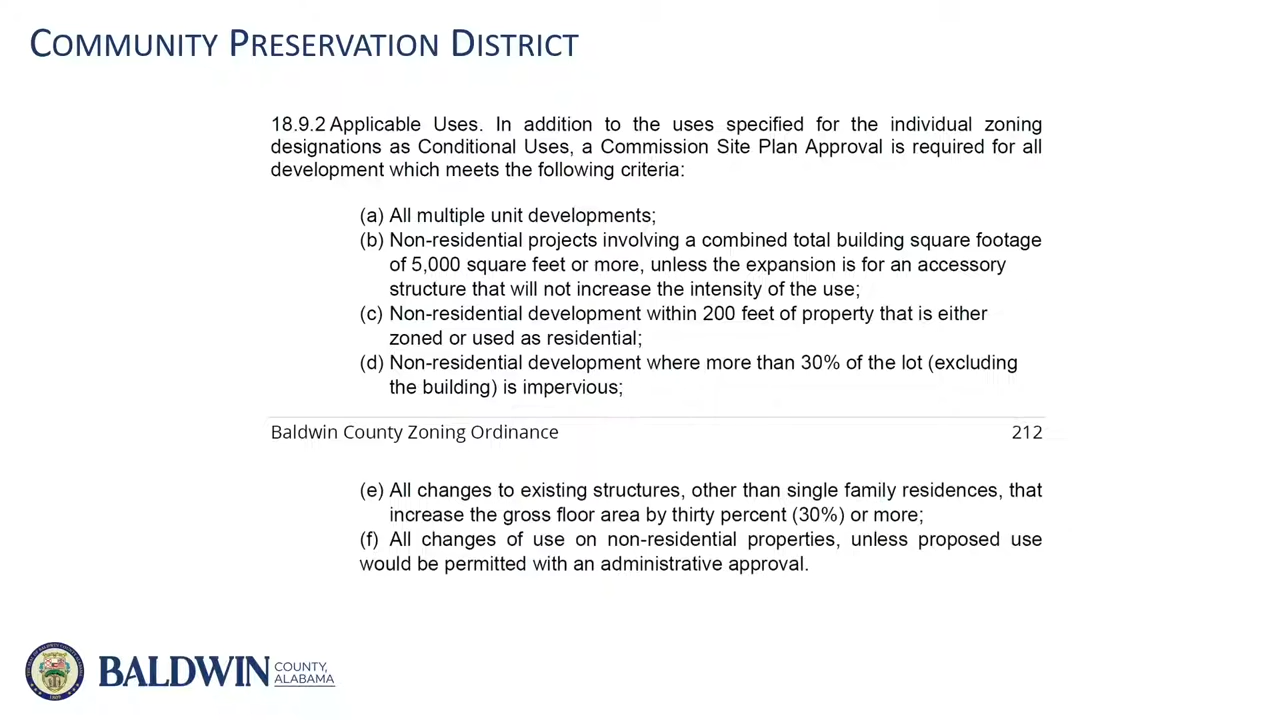 COMMUNITY PRESERVATION DISTRICT
18.9.2 Applicable Uses. In addition to the uses specified for the individual zoning
designations as Conditional Uses, a Commission Site Plan Approval is required for all
development which meets the following criteria:
(a) All multiple unit developments;
(b) Non-residential projects involving a combined total building square footage
of 5,000 square feet or more, unless the expansion is for an accessory
structure that will not increase the intensity of the use;
(c) Non-residential development within 200 feet of property that is either
zoned or used as residential;
(d) Non-residential development where more than 30% of the lot (excluding
the building) is impervious;
Baldwin County Zoning Ordinance 212
(e) All changes to existing structures, other than single family residences, that
increase the gross floor area by thirty percent (30%) or more;
(f) All changes of use on non-residential properties, unless proposed use
would be permitted with an administrative approval.
BALDWIN COUNTY,
ALABAMA